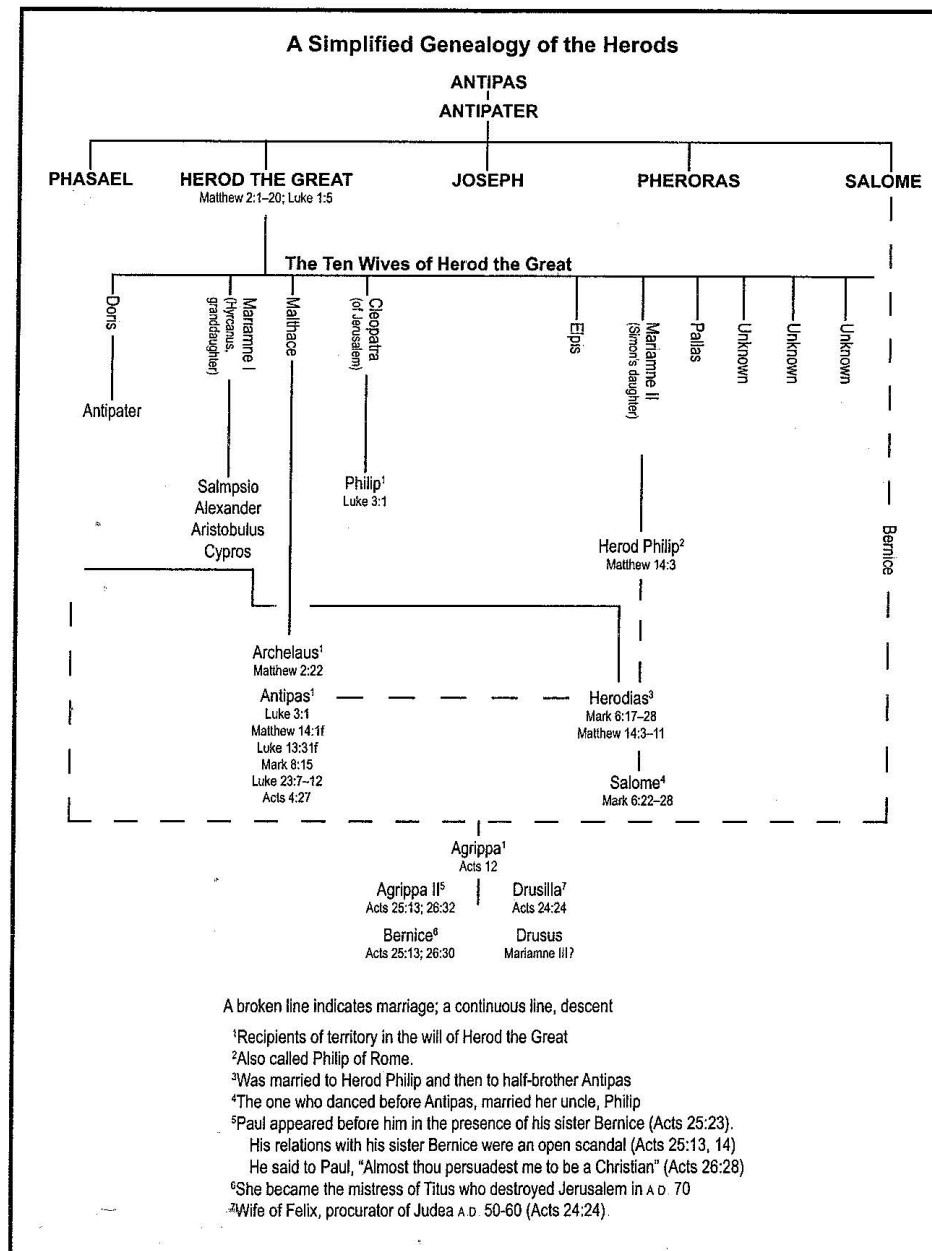 A Simplified Genealogy of the Herods
ANTIPAS
ANTIPATER
PHASAEL HEROD THE GREAT JOSEPH PHERORAS SALOME
Matthew 2:1–20; Luke 1:5
The Ten Wives of Herod the Great
Doris
Mariamne I
(Hyrcanus,
granddaughter)
Malthace
Cleopatra
(of Jerusalem)
Elpis
Mariamne II
(Simon's daughter)
Pallas
Unknown
Unknown
Unknown
Antipater
Salmpsio
Alexander
Aristobulus
Cypros
Philip¹
Luke 3:1
Herod Philip²
Matthew 14:3
Bernice
Archelaus¹
Matthew 2:22
Antipas¹
Luke 3:1
Matthew 14:1f
Luke 13:31f
Mark 8:15
Luke 23:7–12
Acts 4:27
Herodias³
Mark 6:17–28
Matthew 14:3–11
Salome⁴
Mark 6:22–28
Agrippa¹
Acts 12
Agrippa II⁵ Drusilla⁷
Acts 25:13; 26:32 Acts 24:24
Bernice⁶ Drusus
Acts 25:13; 26:30 Mariamne III?
A broken line indicates marriage; a continuous line, descent
¹Recipients of territory in the will of Herod the Great
²Also called Philip of Rome.
³Was married to Herod Philip and then to half-brother Antipas
⁴The one who danced before Antipas, married her uncle, Philip
⁵Paul appeared before him in the presence of his sister Bernice (Acts 25:23).
His relations with his sister Bernice were an open scandal (Acts 25:13, 14)
He said to Paul, "Almost thou persuadest me to be a Christian" (Acts 26:28)
⁶She became the mistress of Titus who destroyed Jerusalem in A.D. 70
⁷Wife of Felix, procurator of Judea A.D. 50-60 (Acts 24:24).